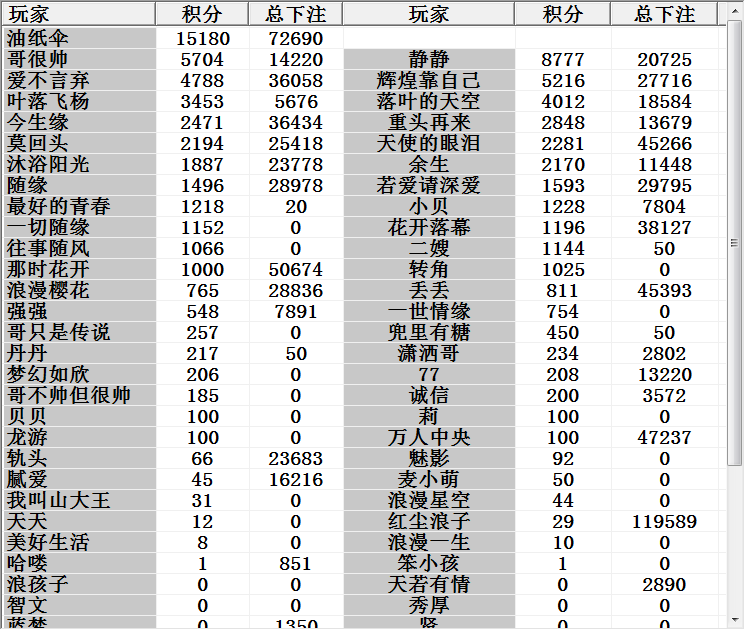 玩家 积分 总下注 玩家 积分 总下注
油纸伞 15180 72690
哥很帅 5704 14220 静静 8777 20725
爱不言弃 4788 36058 辉煌靠自己 5216 27716
叶落飞杨 3453 5676 落叶的天空 4012 18584
今生缘 2471 36434 重头再来 2848 13679
莫回头 2194 25418 天使的眼泪 2281 45266
沐浴阳光 1887 23778 余生 2170 11448
随缘 1496 28978 若爱请深爱 1593 29795
最好的青春 1218 20 小贝 1228 7804
一切随缘 1152 0 花开落幕 1196 38127
往事随风 1066 0 二嫂 1144 50
那时花开 1000 50674 转角 1025 0
浪漫樱花 765 28836 丢丢 811 45393
强强 548 7891 一世情缘 754 0
哥只是传说 257 0 兜里有糖 450 50
丹丹 217 50 潇洒哥 234 2802
梦幻如欣 206 0 77 208 13220
哥不帅但很帅 185 0 诚信 200 3572
贝贝 100 0 莉 100 0
龙游 100 0 万人中央 100 47237
轨头 66 23683 魅影 92 0
腻爱 45 16216 麦小萌 50 0
我叫山大王 31 0 浪漫星空 44 0
天天 12 0 红尘浪子 29 119589
美好生活 8 0 浪漫一生 10 0
哈喽 1 851 笨小孩 1 0
浪孩子 0 0 天若有情 0 2890
智文 0 0 秀厚 0 0
蓝梦 0 1350 贤 0 0